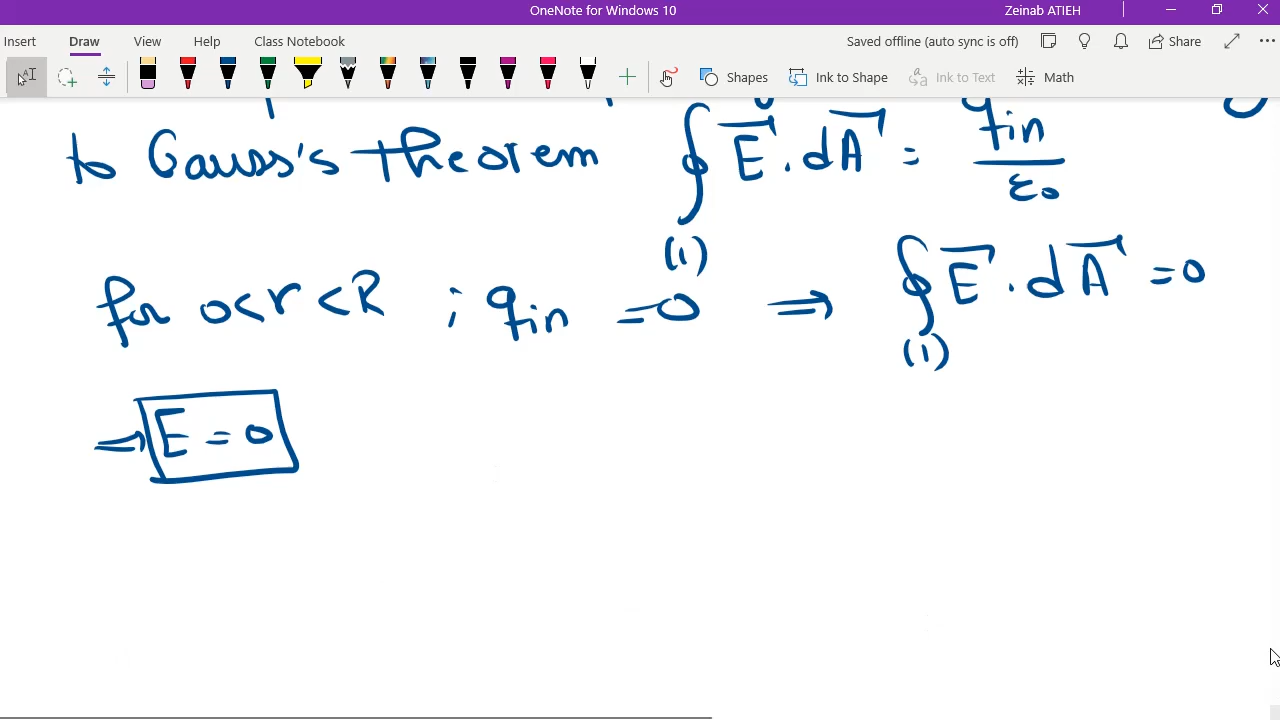 OneNote for Windows 10
Zeinab ATIEH
Insert Draw View Help Class Notebook
Saved offline (auto sync is off)
Share
Shapes Ink to Shape Ink to Text Math
to Gauss's theorem ∮(1) E⃗ . dA⃗ = qin/ε0
for 0<r<R ; qin = 0 ⇒ ∮(1) E⃗ . dA⃗ = 0
⇒ E = 0